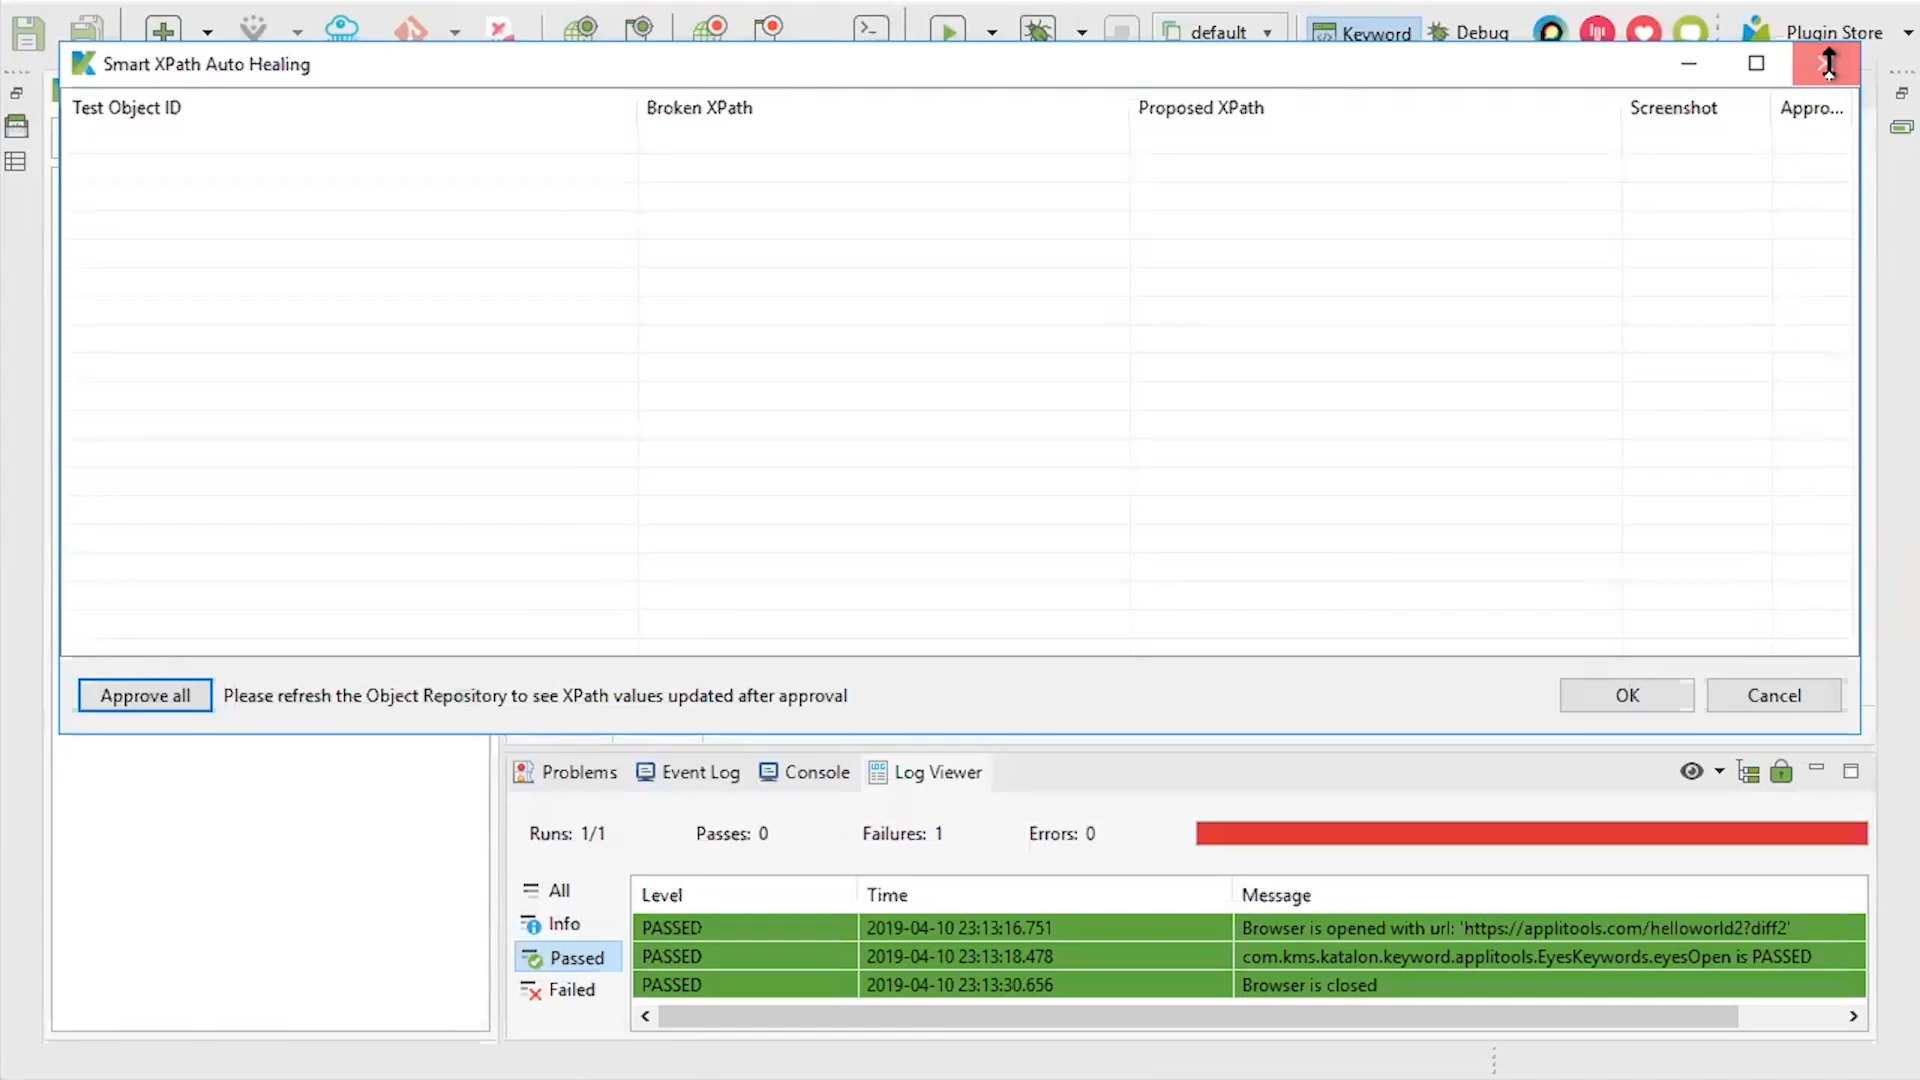 default
Keyword
Debug
Plugin Store
Smart XPath Auto Healing
Test Object ID
Broken XPath
Proposed XPath
Screenshot
Appro...
Approve all
Please refresh the Object Repository to see XPath values updated after approval
OK
Cancel
Problems
Event Log
Console
Log Viewer
Runs: 1/1
Passes: 0
Failures: 1
Errors: 0
All
Info
Passed
Failed
Level Time Message
PASSED 2019-04-10 23:13:16.751 Browser is opened with url: 'https://applitools.com/helloworld2?diff2'
PASSED 2019-04-10 23:13:18.478 com.kms.katalon.keyword.applitools.EyesKeywords.eyesOpen is PASSED
PASSED 2019-04-10 23:13:30.656 Browser is closed